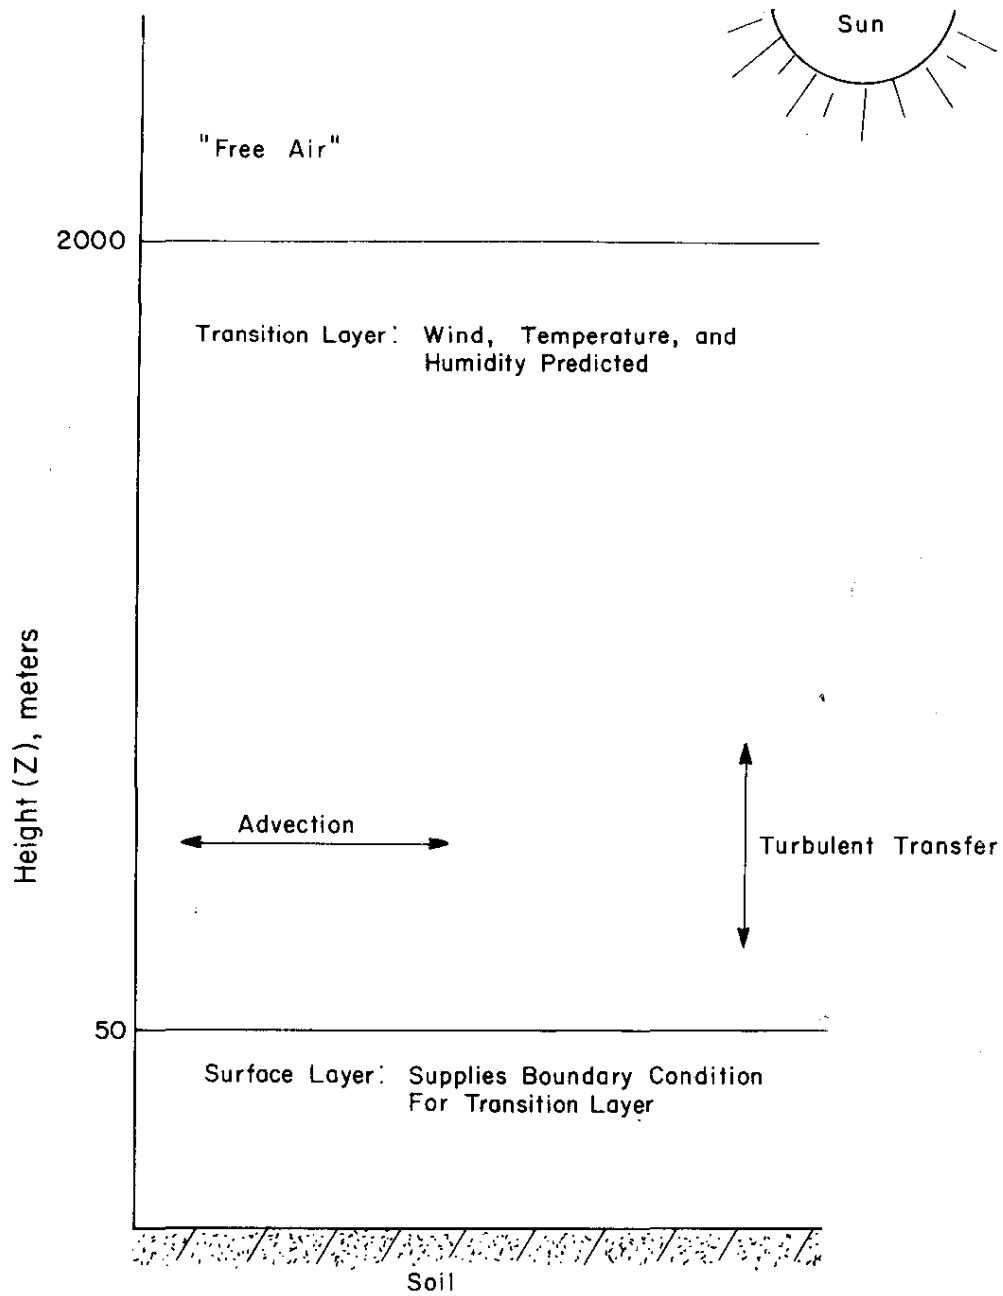 Sun
"Free Air"
2000
Transition Layer: Wind, Temperature, and
Humidity Predicted
Height (Z), meters
Advection
Turbulent Transfer
50
Surface Layer: Supplies Boundary Condition
For Transition Layer
Soil